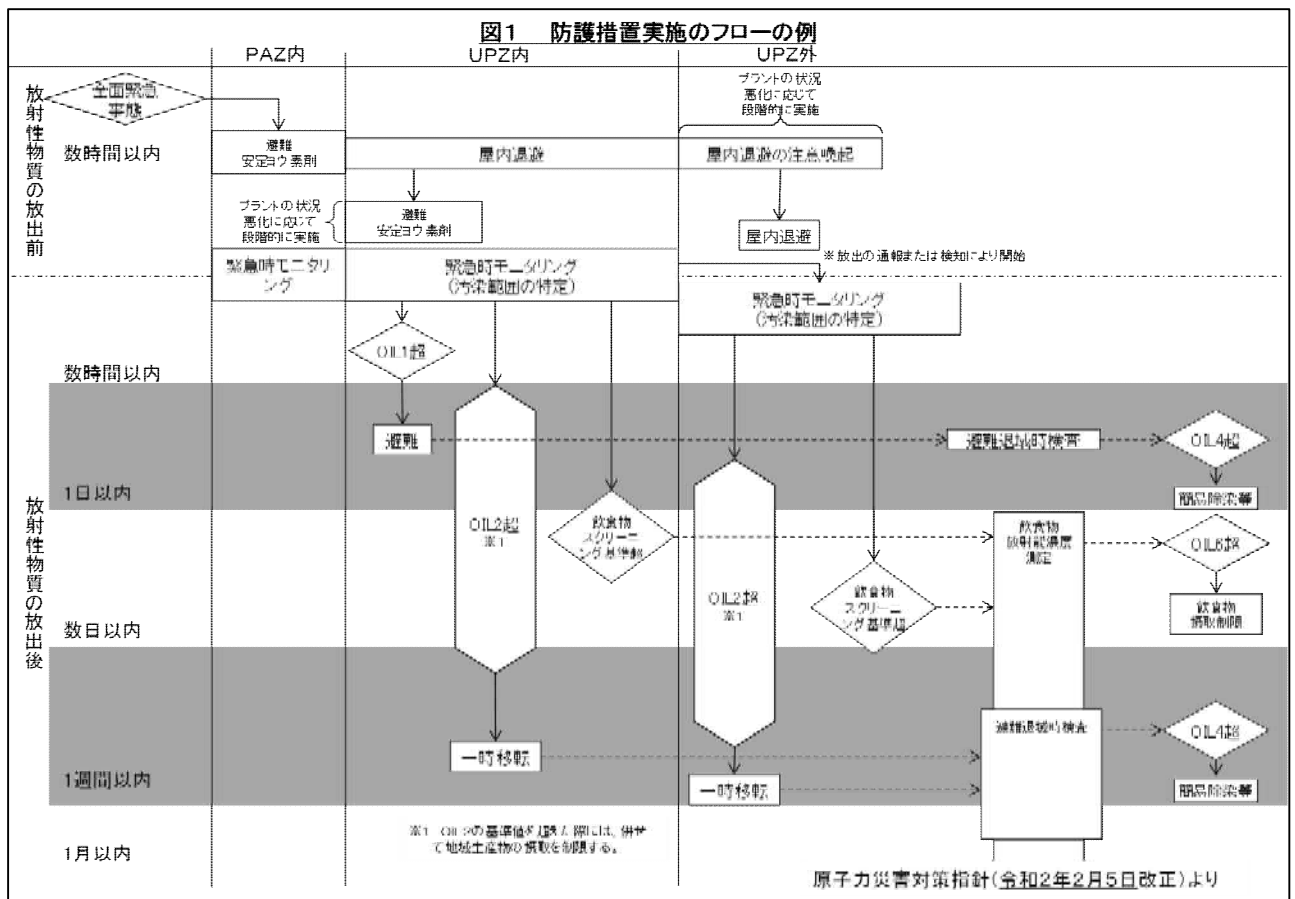 図1 防護措置実施のフローの例
PAZ内
UPZ内
UPZ外
放射性物質の放出前
全面緊急
事態
プラントの状況
悪化に応じて
段階的に実施
数時間以内
避難
安定ヨウ素剤
屋内退避
屋内退避の注意喚起
プラントの状況
悪化に応じて
段階的に実施
避難
安定ヨウ素剤
屋内退避
※放出の通報または検知により開始
緊急時モニタリ
ング
緊急時モニタリング
(汚染範囲の特定)
緊急時モニタリング
(汚染範囲の特定)
放射性物質の放出後
OIL1超
数時間以内
避難
避難退域時検査
OIL4超
1日以内
簡易除染等
OIL2超
※1
飲食物
スクリーニ
ング基準超
飲食物
放射能濃度
測定
OIL6超
OIL2超
※1
飲食物
スクリーニ
ング基準超
飲食物
摂取制限
数日以内
避難退域時検査
OIL4超
一時移転
1週間以内
一時移転
簡易除染等
※1 OIL2の基準値を超えた際には、併せ
て地域生産物の摂取を制限する。
1月以内
原子力災害対策指針(令和2年2月5日改正)より